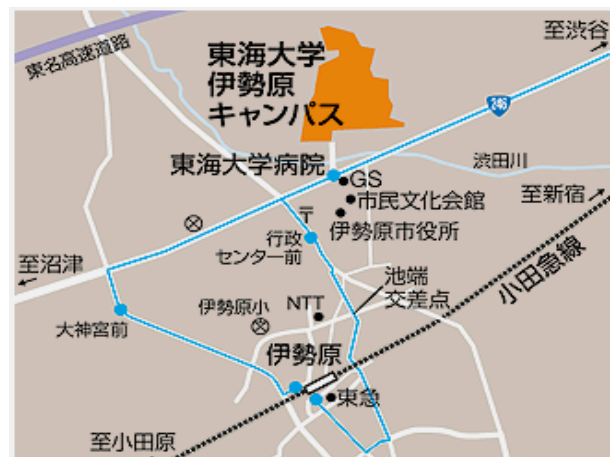 至渋谷
東名高速道路
東海大学
伊勢原
キャンパス
246
東海大学病院
渋田川
GS
至新宿
市民文化会館
〒
伊勢原市役所
行政
センター前
至沼津
小田急線
池端
交差点
伊勢原小
NTT
大神宮前
伊勢原
東急
至小田原